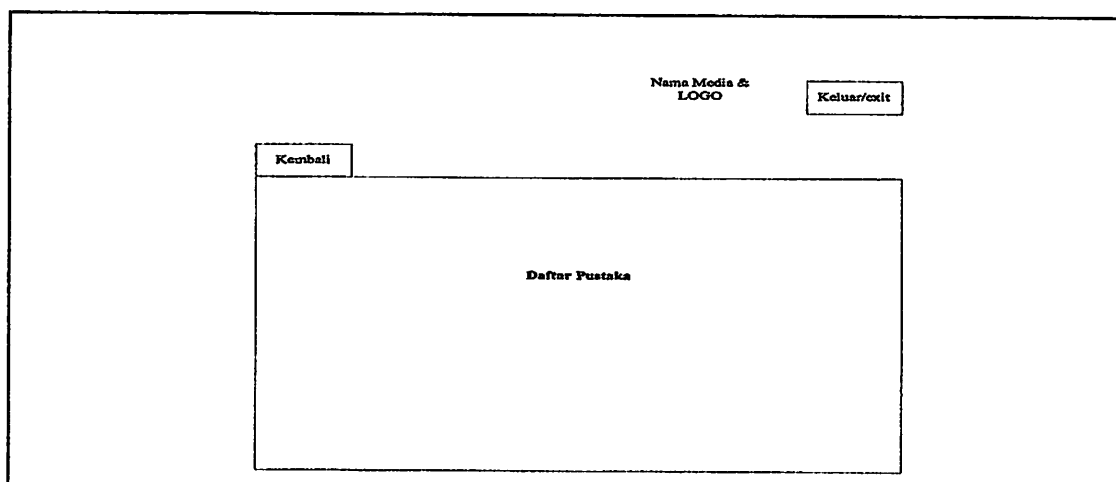 Nama Media &
LOGO
Keluar/exit
Kembali
Daftar Pustaka